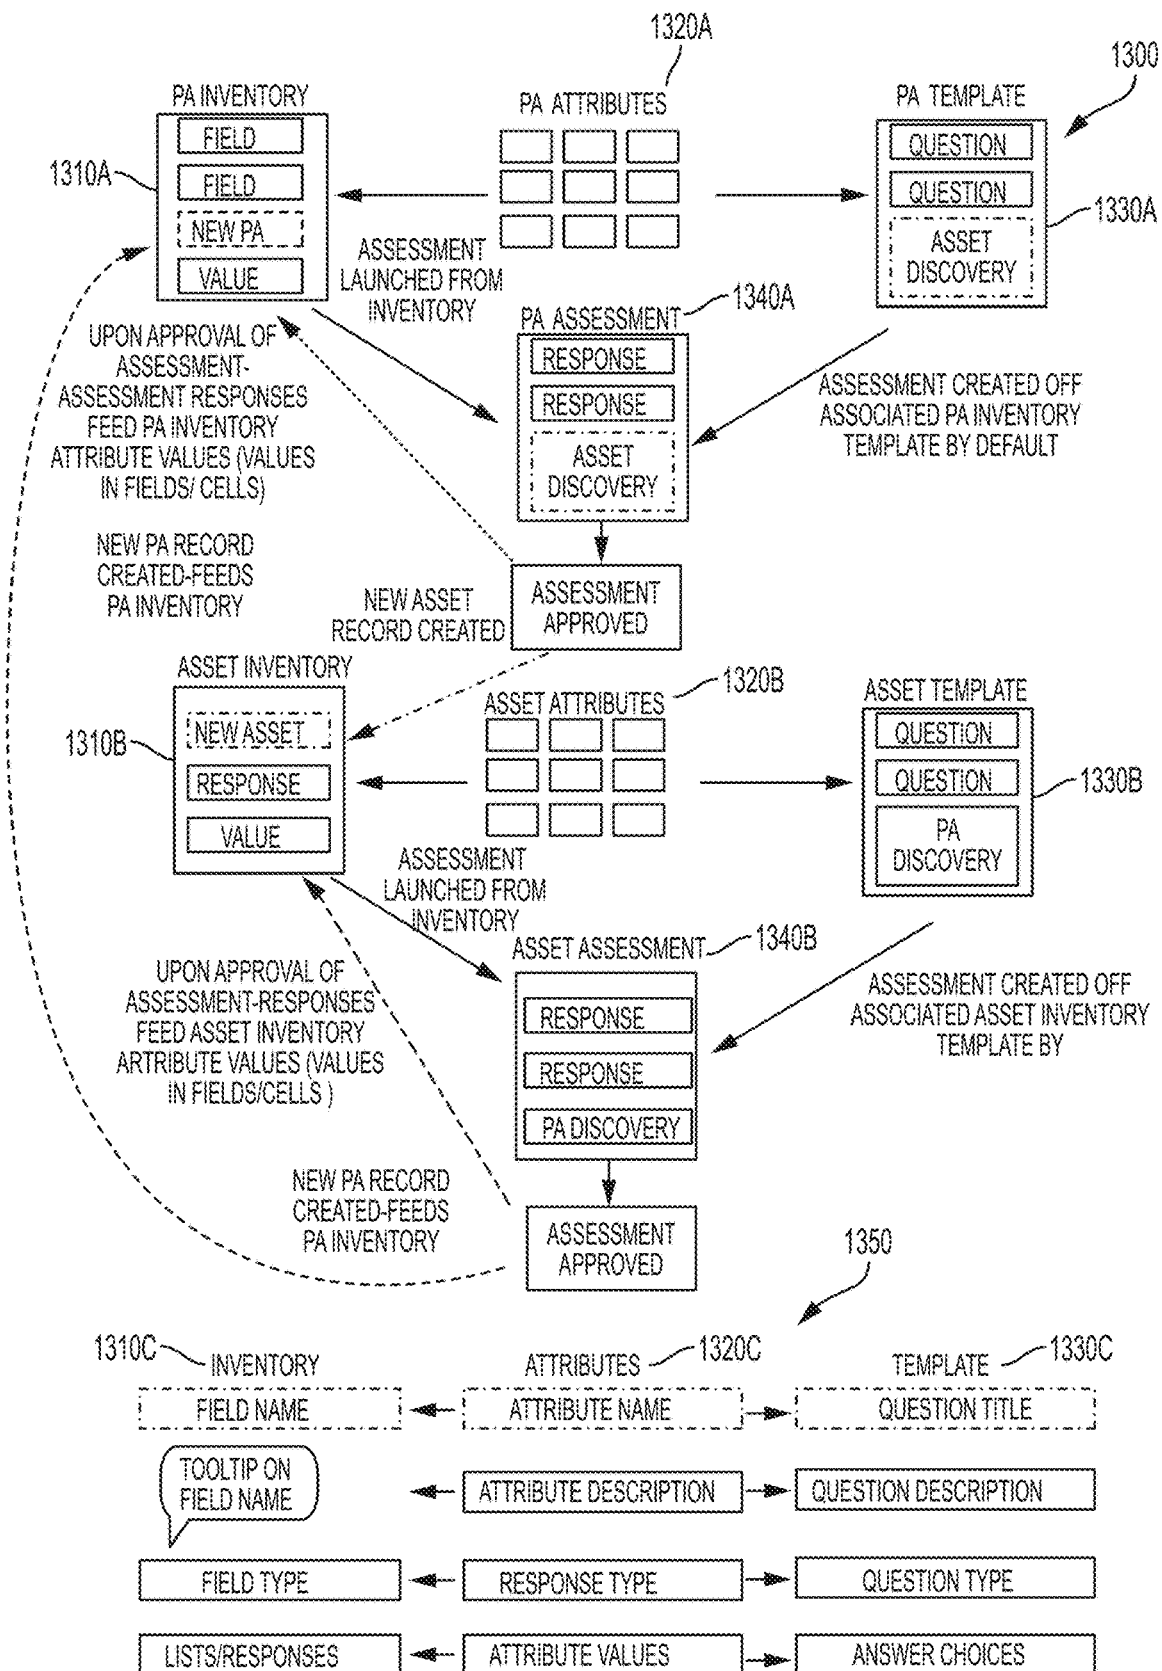 1320A
1300
PA INVENTORY
PA ATTRIBUTES
PA TEMPLATE
FIELD
FIELD
NEW PA
VALUE
1310A
QUESTION
QUESTION
ASSET
DISCOVERY
1330A
ASSESSMENT
LAUNCHED FROM
INVENTORY
1340A
PA ASSESSMENT
RESPONSE
RESPONSE
ASSET
DISCOVERY
UPON APPROVAL OF
ASSESSMENT-
ASSESSMENT RESPONSES
FEED PA INVENTORY
ATTRIBUTE VALUES (VALUES
IN FIELDS/ CELLS)
ASSESSMENT CREATED OFF
ASSOCIATED PA INVENTORY
TEMPLATE BY DEFAULT
NEW PA RECORD
CREATED-FEEDS
PA INVENTORY
NEW ASSET
RECORD CREATED
ASSESSMENT
APPROVED
ASSET INVENTORY
ASSET ATTRIBUTES
1320B
ASSET TEMPLATE
1310B
NEW ASSET
RESPONSE
VALUE
QUESTION
QUESTION
PA
DISCOVERY
1330B
ASSESSMENT
LAUNCHED FROM
INVENTORY
ASSET ASSESSMENT
1340B
RESPONSE
RESPONSE
PA DISCOVERY
UPON APPROVAL OF
ASSESSMENT-RESPONSES
FEED ASSET INVENTORY
ARTRIBUTE VALUES (VALUES
IN FIELDS/CELLS )
ASSESSMENT CREATED OFF
ASSOCIATED ASSET INVENTORY
TEMPLATE BY
NEW PA RECORD
CREATED-FEEDS
PA INVENTORY
ASSESSMENT
APPROVED
1350
1310C
INVENTORY
ATTRIBUTES
1320C
TEMPLATE
1330C
FIELD NAME
ATTRIBUTE NAME
QUESTION TITLE
TOOLTIP ON
FIELD NAME
ATTRIBUTE DESCRIPTION
QUESTION DESCRIPTION
FIELD TYPE
RESPONSE TYPE
QUESTION TYPE
LISTS/RESPONSES
ATTRIBUTE VALUES
ANSWER CHOICES